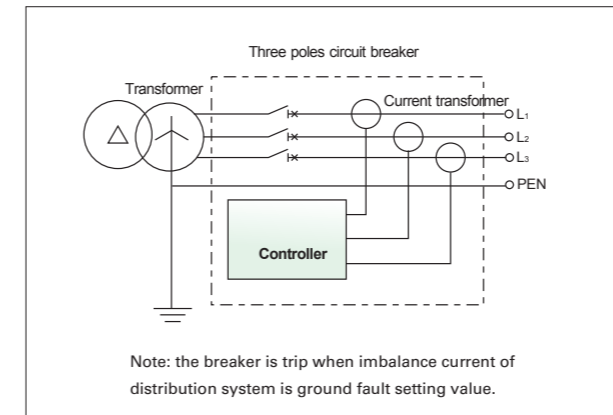 Three poles circuit breaker
Transformer
Current transformer
L1
L2
L3
PEN
Controller
Note: the breaker is trip when imbalance current of
distribution system is ground fault setting value.